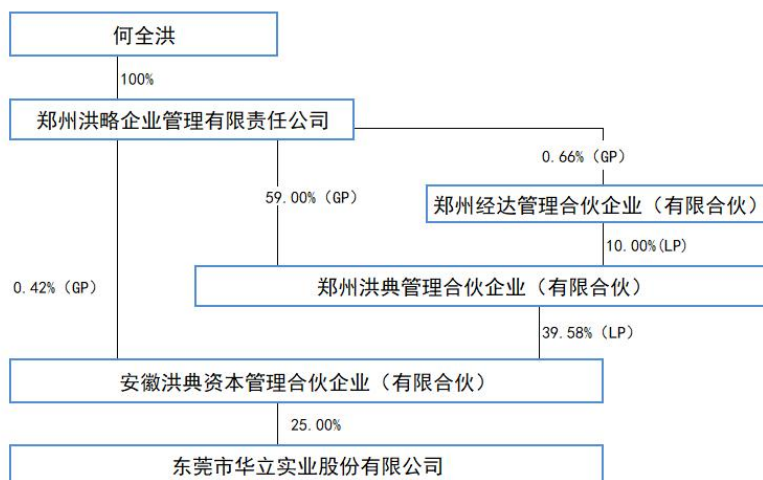 何全洪
100%
郑州洪略企业管理有限责任公司
0.66%（GP）
59.00%（GP）
郑州经达管理合伙企业（有限合伙）
10.00%(LP)
0.42%（GP）
郑州洪典管理合伙企业（有限合伙）
39.58%（LP）
安徽洪典资本管理合伙企业（有限合伙）
25.00%
东莞市华立实业股份有限公司